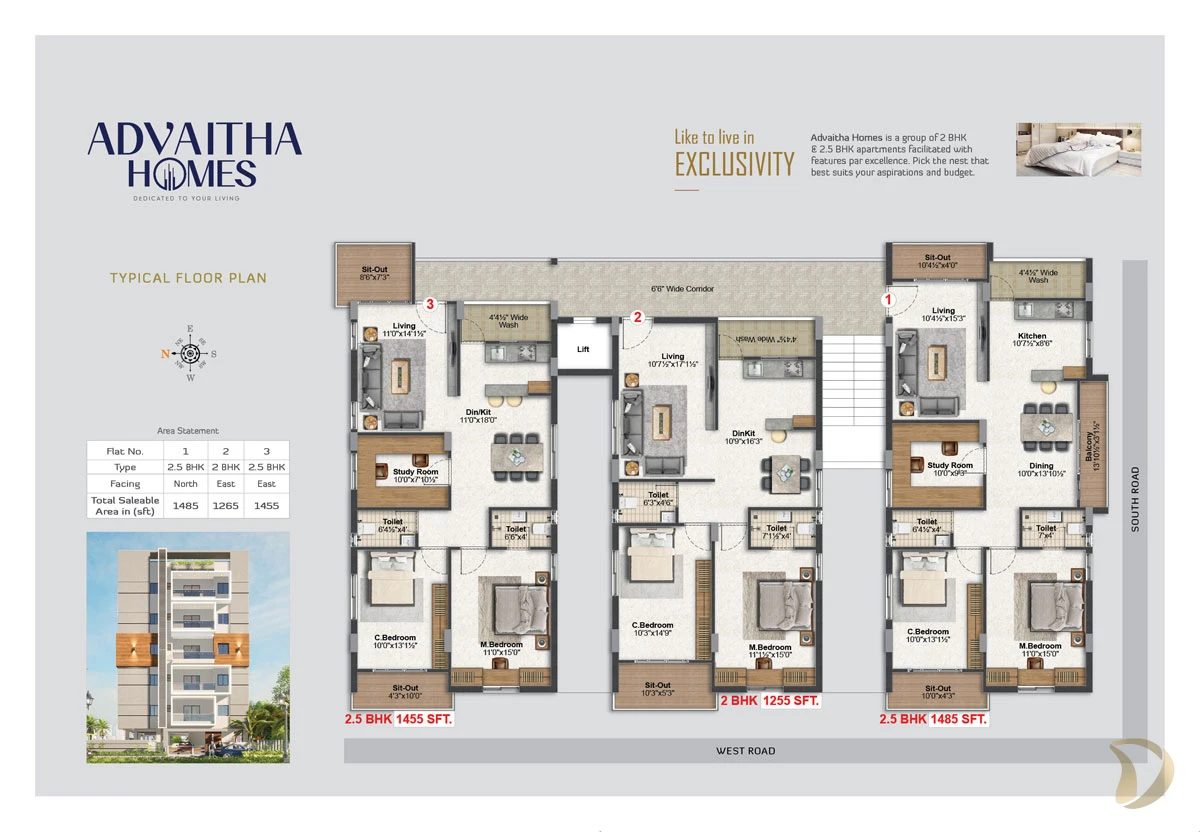 ADVAITHA
HOMES
DEDICATED TO YOUR LIVING
Like to live in
EXCLUSIVITY
Advaitha Homes is a group of 2 BHK
& 2.5 BHK apartments facilitated with
features par excellence. Pick the nest that
best suits your aspirations and budget.
TYPICAL FLOOR PLAN
E
NE
SE
N
S
NW
SW
W
Area Statement
Flat No. 1 2 3
Type 2.5 BHK 2 BHK 2.5 BHK
Facing North East East
Total Saleable
Area in (sft) 1485 1265 1455
Sit-Out
8'6"x7'3"
6'6" Wide Corridor
3
Living
11'0"x14'1½"
4'4½" Wide
Wash
Din/Kit
11'0"x18'0"
Study Room
10'0"x7'10½"
Toilet
6'4½"x4'
Toilet
6'6"x4'
C.Bedroom
10'0"x13'1½"
M.Bedroom
11'0"x15'0"
Sit-Out
4'3"x10'0"
2.5 BHK 1455 SFT.
Lift
2
Living
10'7½"x17'1½"
4'4½" Wide Wash
DinKit
10'9"x16'3"
Toilet
6'3"x4'6"
Toilet
7'1½"x4'
C.Bedroom
10'3"x14'9"
M.Bedroom
11'1½"x15'0"
Sit-Out
10'3"x5'3"
2 BHK 1255 SFT.
Sit-Out
10'4½"x4'0"
1
Living
10'4½"x15'3"
4'4½" Wide
Wash
Kitchen
10'7½"x8'6"
Balcony
13'10½"x3'1½"
Study Room
10'0"x9'3"
Dining
10'0"x13'10½"
Toilet
6'4½"x4'
Toilet
7'x4'
C.Bedroom
10'0"x13'1½"
M.Bedroom
11'0"x15'0"
Sit-Out
10'0"x4'3"
2.5 BHK 1485 SFT.
SOUTH ROAD
WEST ROAD